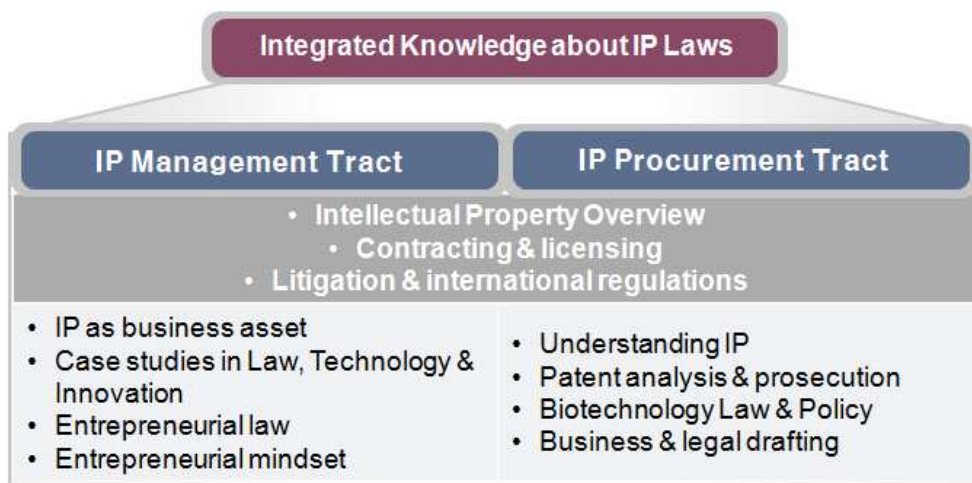 Integrated Knowledge about IP Laws
IP Management Tract
IP Procurement Tract
• Intellectual Property Overview
• Contracting & licensing
• Litigation & international regulations
• IP as business asset
• Case studies in Law, Technology &
Innovation
• Entrepreneurial law
• Entrepreneurial mindset
• Understanding IP
• Patent analysis & prosecution
• Biotechnology Law & Policy
• Business & legal drafting